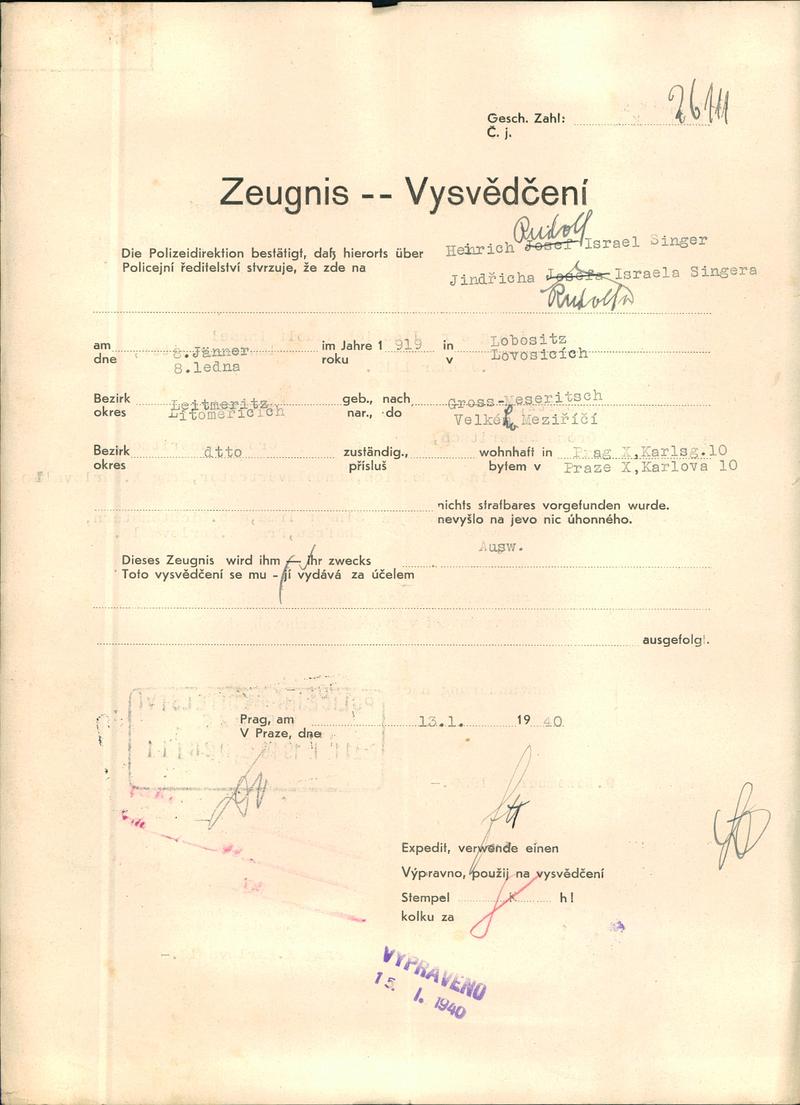 26111
Gesch. Zahl:
Č. j.
Zeugnis -- Vysvědčení
Rudolf
Die Polizeidirektion bestätigt, daß hierorts über Heinrich Josef Israel Singer
Policejní ředitelství stvrzuje, že zde na Jindřicha Josefa Israela Singera
Rudolfa
am 8.Jänner im Jahre 1 919 in Lobositz
dne 8.ledna roku v Lovosicích
Bezirk Leitmeritz geb., nach Gross-Meseritsch
okres Litoměřicích nar., do Velké Meziříčí
Bezirk dtto zuständig., wohnhaft in Prag X,Karlsg.10
okres přísluš bytem v Praze X,Karlova 10
nichts strafbares vorgefunden wurde.
nevyšlo na jevo nic úhonného.
Ausw.
Dieses Zeugnis wird ihm - ihr zwecks
Toto vysvědčení se mu - jí vydává za účelem
ausgefolgt.
Prag, am 13.1. 19 40
V Praze, dne
Expedit, verwende einen
Výpravno, použij na vysvědčení
Stempel K h!
kolku za
VYPRAVENO
15. I. 1940